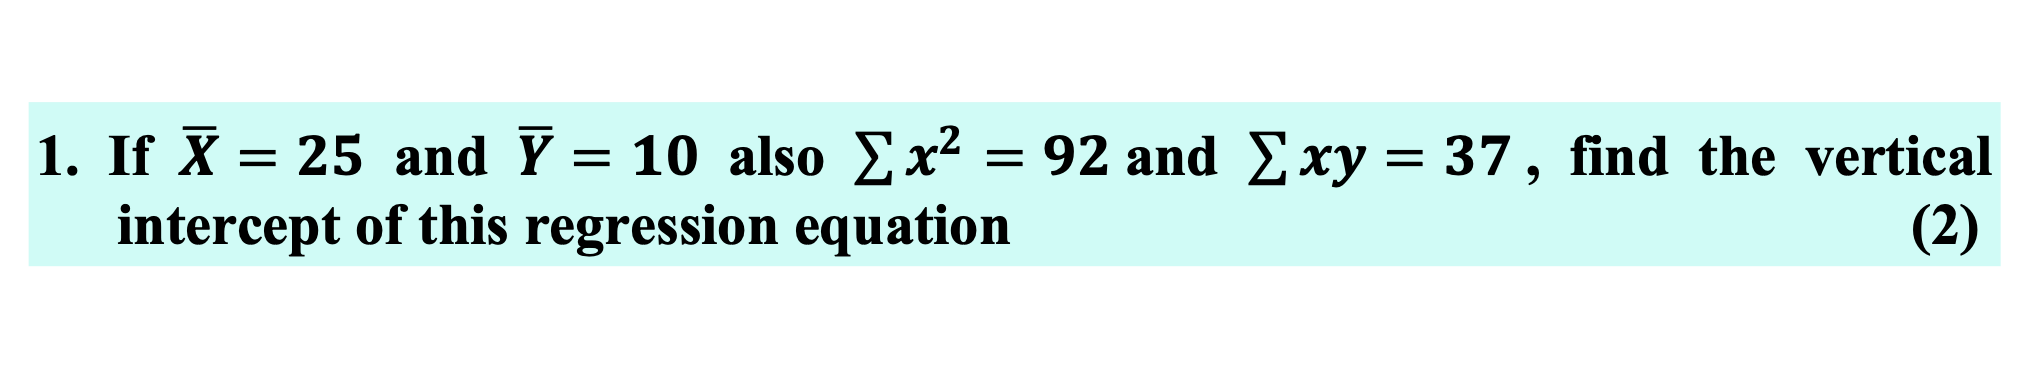 1. If X̅ = 25 and Y̅ = 10 also ∑ x² = 92 and ∑ xy = 37 , find the vertical
intercept of this regression equation (2)